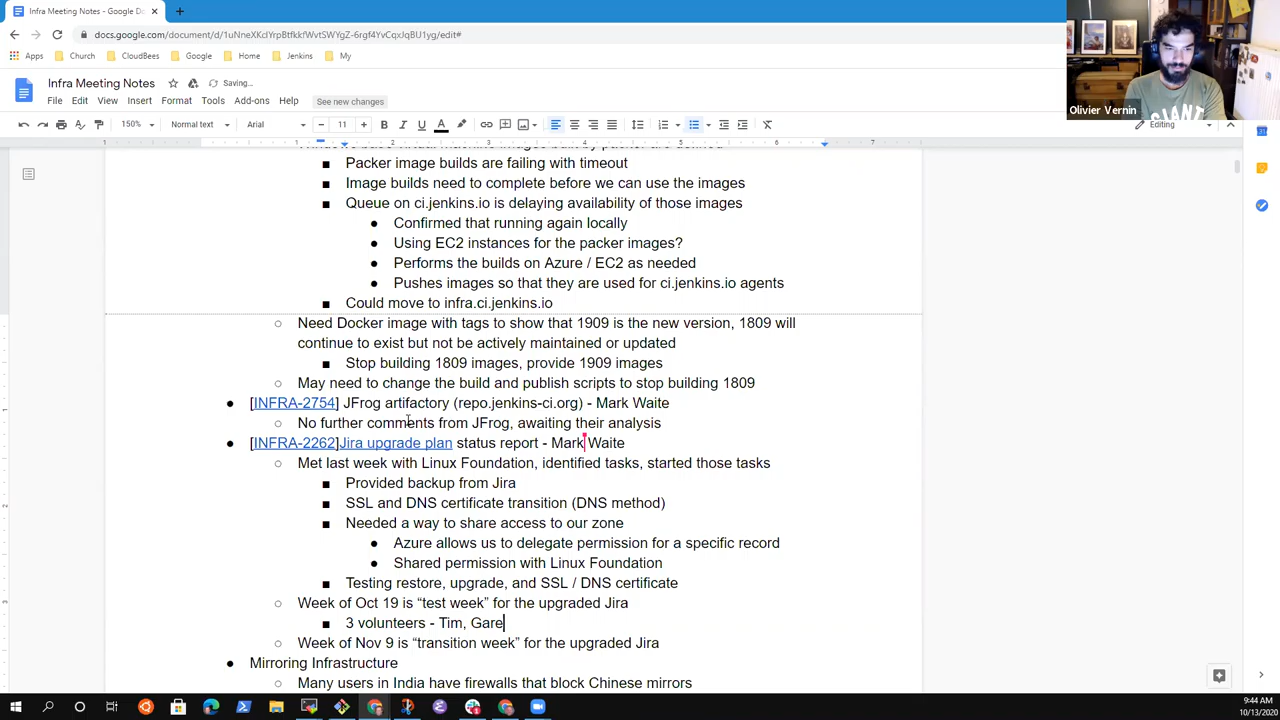 Infra Meeting Notes - Google Do
docs.google.com/document/d/1uNneXKcIYrpBtfkkfWvtSWYgZ-6rgf4YvCqxJqBU1yg/edit#
Apps Church CloudBees Google Home Jenkins My
Olivier Vernin
Infra Meeting Notes Saving...
File Edit View Insert Format Tools Add-ons Help See new changes
150% Normal text Arial 11 Editing
1 1 2 3 4 5 6 7
Packer image builds are failing with timeout
Image builds need to complete before we can use the images
Queue on ci.jenkins.io is delaying availability of those images
Confirmed that running again locally
Using EC2 instances for the packer images?
Performs the builds on Azure / EC2 as needed
Pushes images so that they are used for ci.jenkins.io agents
Could move to infra.ci.jenkins.io
Need Docker image with tags to show that 1909 is the new version, 1809 will
continue to exist but not be actively maintained or updated
Stop building 1809 images, provide 1909 images
May need to change the build and publish scripts to stop building 1809
[INFRA-2754] JFrog artifactory (repo.jenkins-ci.org) - Mark Waite
No further comments from JFrog, awaiting their analysis
[INFRA-2262]Jira upgrade plan status report - Mark Waite
Met last week with Linux Foundation, identified tasks, started those tasks
Provided backup from Jira
SSL and DNS certificate transition (DNS method)
Needed a way to share access to our zone
Azure allows us to delegate permission for a specific record
Shared permission with Linux Foundation
Testing restore, upgrade, and SSL / DNS certificate
Week of Oct 19 is “test week” for the upgraded Jira
3 volunteers - Tim, Gare
Week of Nov 9 is “transition week” for the upgraded Jira
Mirroring Infrastructure
Many users in India have firewalls that block Chinese mirrors
9:44 AM
10/13/2020